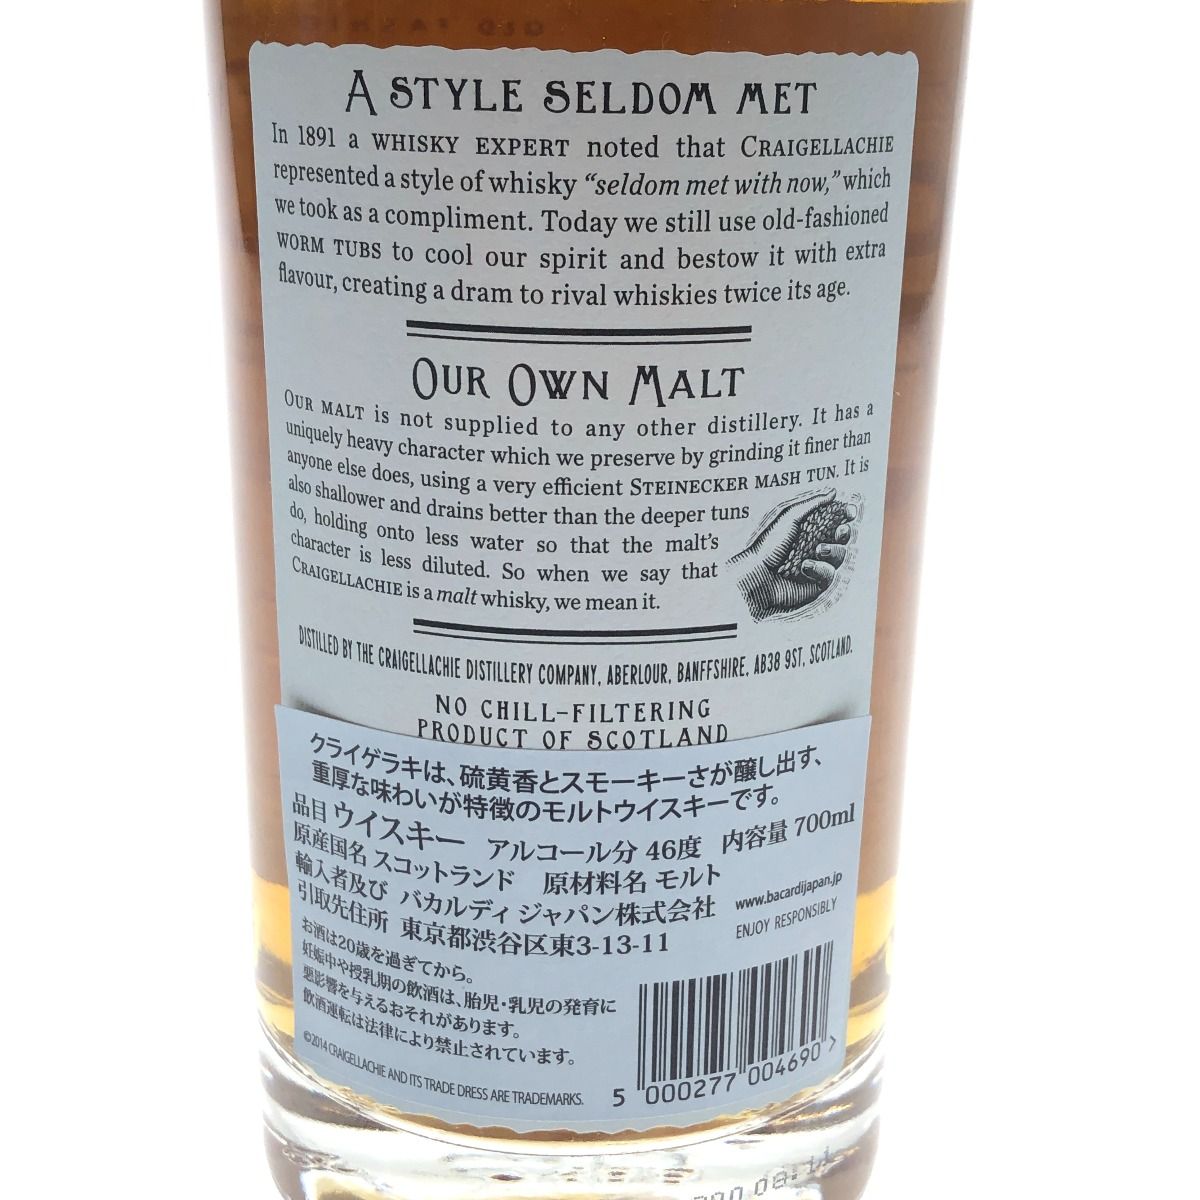 A STYLE SELDOM MET
In 1891 a WHISKY EXPERT noted that CRAIGELLACHIE
represented a style of whisky “seldom met with now,” which
we took as a compliment. Today we still use old-fashioned
WORM TUBS to cool our spirit and bestow it with extra
flavour, creating a dram to rival whiskies twice its age.
OUR OWN MALT
OUR MALT is not supplied to any other distillery. It has a
uniquely heavy character which we preserve by grinding it finer than
anyone else does, using a very efficient STEINECKER MASH TUN. It is
also shallower and drains better than the deeper tuns
do, holding onto less water so that the malt's
character is less diluted. So when we say that
CRAIGELLACHIE is a malt whisky, we mean it.
DISTILLED BY THE CRAIGELLACHIE DISTILLERY COMPANY, ABERLOUR, BANFFSHIRE, AB38 9ST, SCOTLAND.
NO CHILL-FILTERING
PRODUCT OF SCOTLAND
クライゲラキは、硫黄香とスモーキーさが醸し出す、
重厚な味わいが特徴のモルトウイスキーです。
品目 ウイスキー アルコール分 46度 内容量 700ml
原産国名 スコットランド 原材料名 モルト
輸入者及び バカルディ ジャパン株式会社
引取先住所 東京都渋谷区東3-13-11
www.bacardijapan.jp
ENJOY RESPONSIBLY
お酒は20歳を過ぎてから。
妊娠中や授乳期の飲酒は、胎児・乳児の発育に
悪影響を与えるおそれがあります。
飲酒運転は法律により禁止されています。
©2014 CRAIGELLACHIE AND ITS TRADE DRESS ARE TRADEMARKS.
5 000277 004690 >